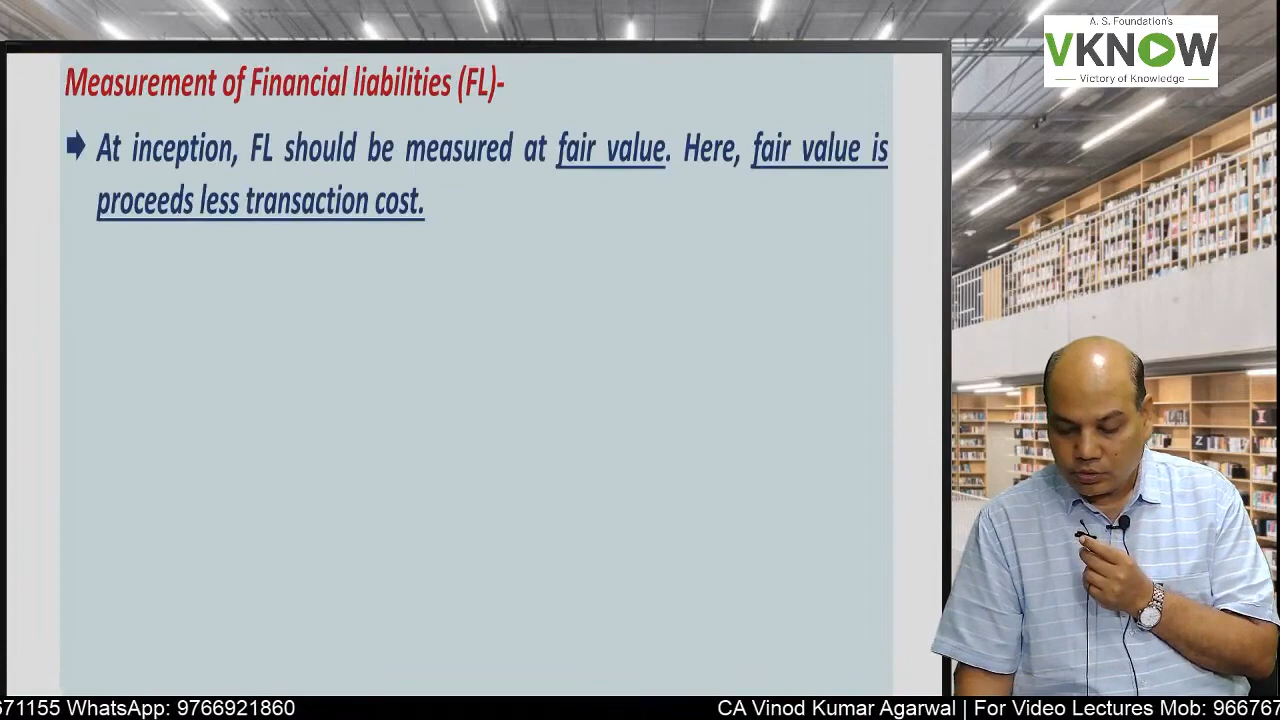 A. S. Foundation's
VKNOW
Victory of Knowledge
Measurement of Financial liabilities (FL)-
At inception, FL should be measured at fair value. Here, fair value is
proceeds less transaction cost.
671155 WhatsApp: 9766921860
CA Vinod Kumar Agarwal | For Video Lectures Mob: 966767